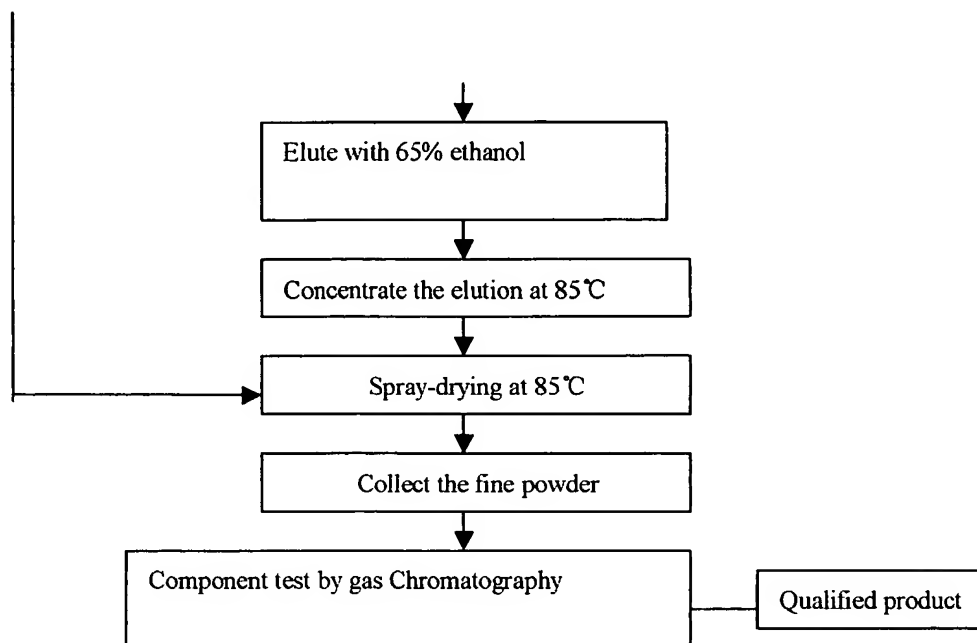 Elute with 65% ethanol
Concentrate the elution at 85℃
Spray-drying at 85℃
Collect the fine powder
Component test by gas Chromatography
Qualified product